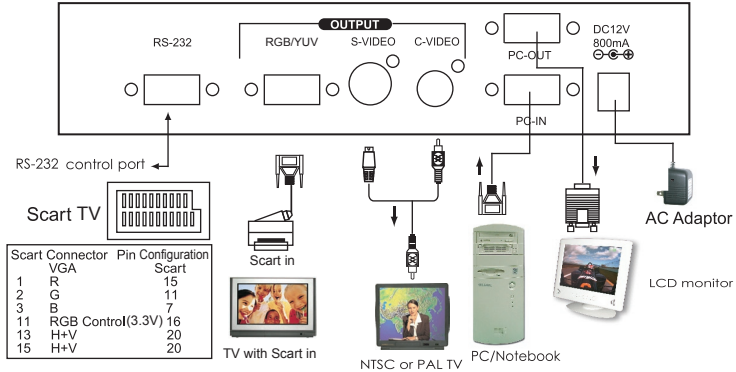 OUTPUT
RS-232
RGB/YUV
S-VIDEO
C-VIDEO
PC-OUT
DC12V
800mA
PC-IN
RS-232 control port
Scart TV
Scart in
AC Adaptor
Scart Connector Pin Configuration
VGA Scart
1 R 15
2 G 11
3 B 7
11 RGB Control(3.3V) 16
13 H+V 20
15 H+V 20
TV with Scart in
NTSC or PAL TV
PC/Notebook
LCD monitor